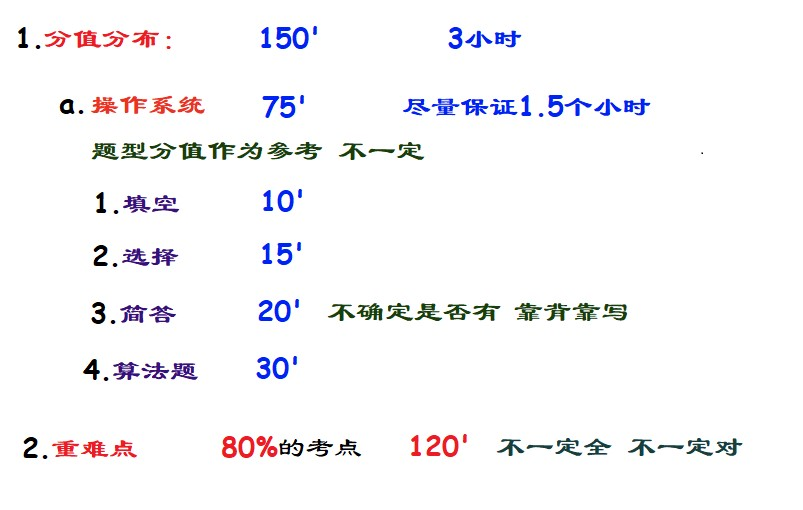 1.分值分布: 150' 3小时
a.操作系统 75' 尽量保证1.5个小时
题型分值作为参考 不一定
1.填空 10'
2.选择 15'
3.简答 20' 不确定是否有 靠背靠写
4.算法题 30'
2.重难点 80%的考点 120' 不一定全 不一定对